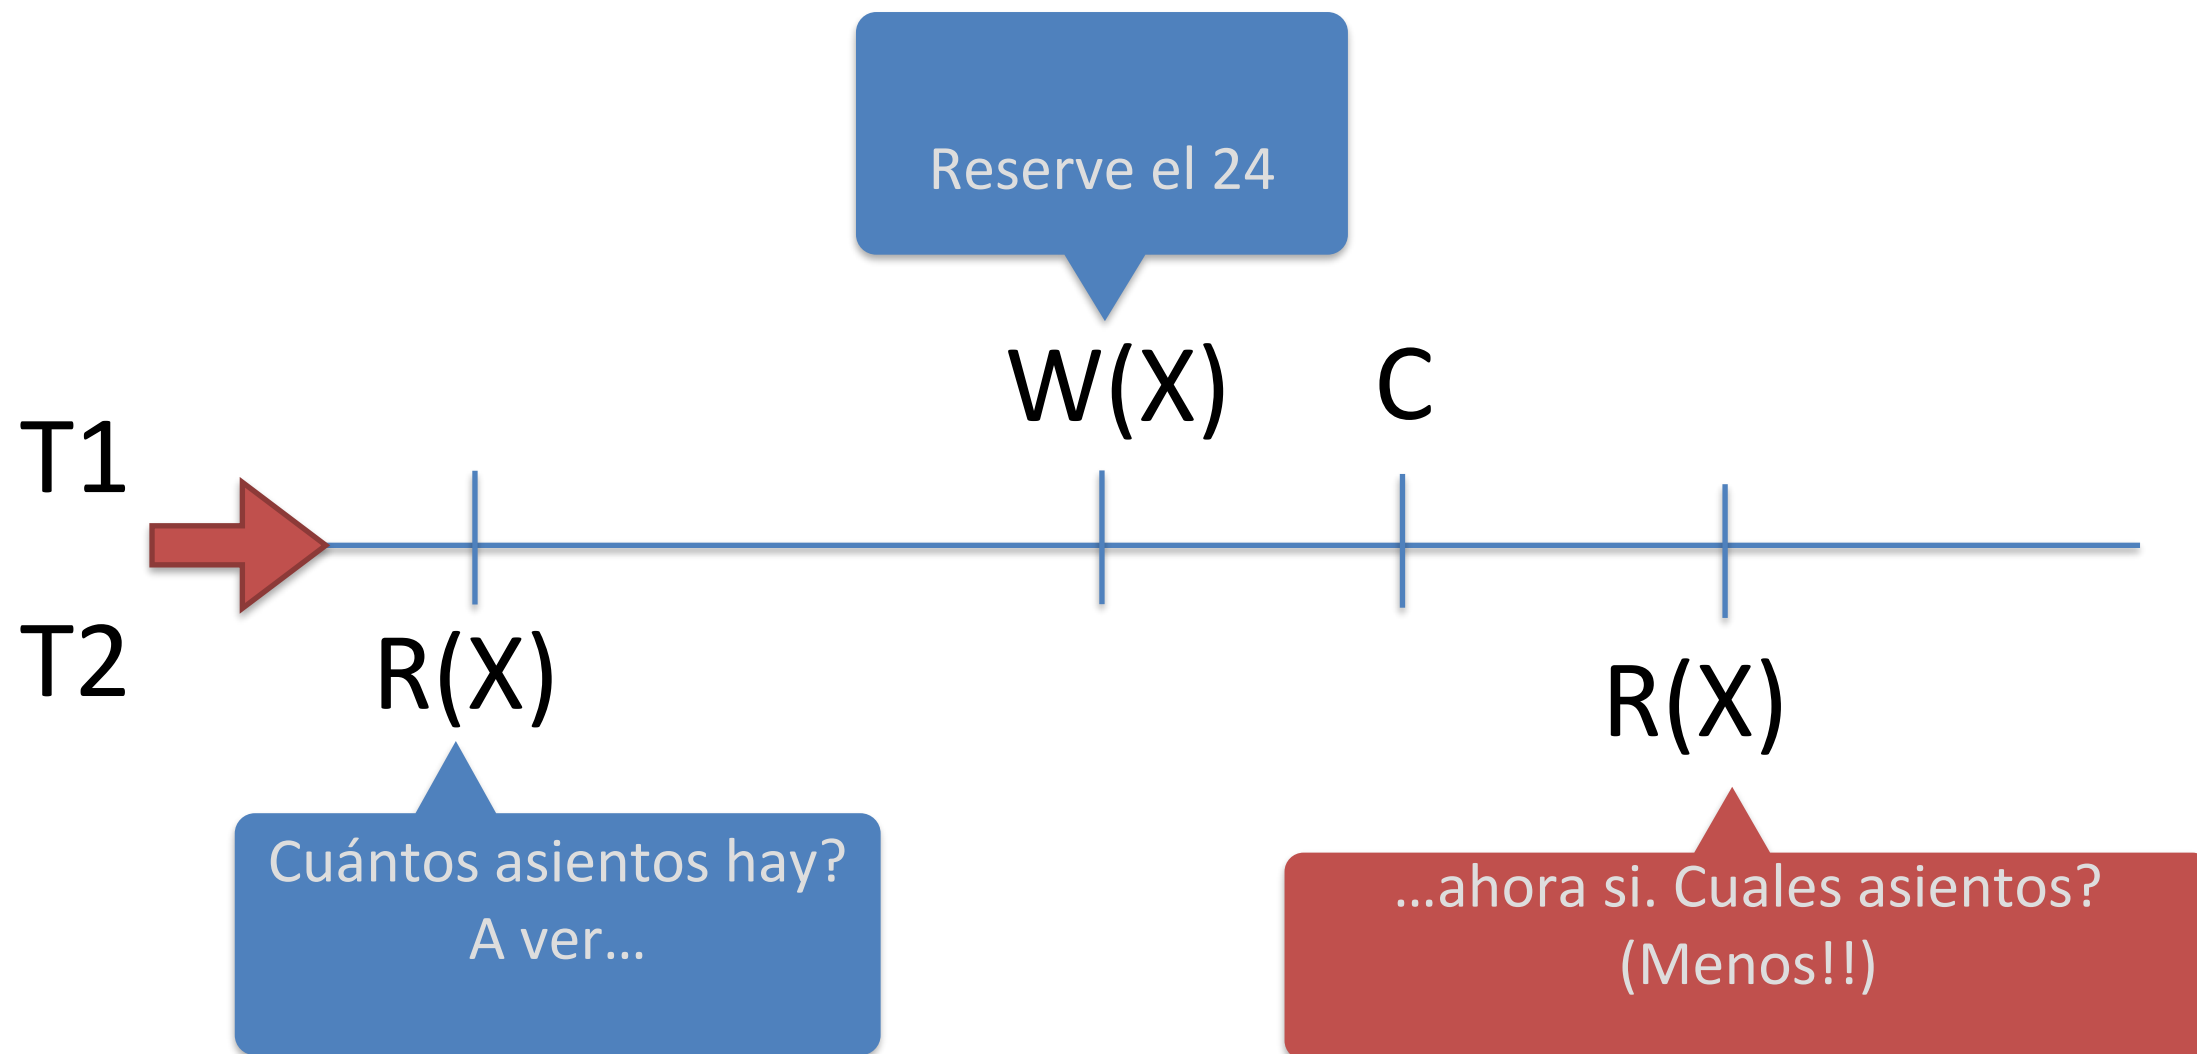 Reserve el 24
W(X)
C
T1
T2
R(X)
R(X)
Cuántos asientos hay?
A ver...
...ahora si. Cuales asientos?
(Menos!!)